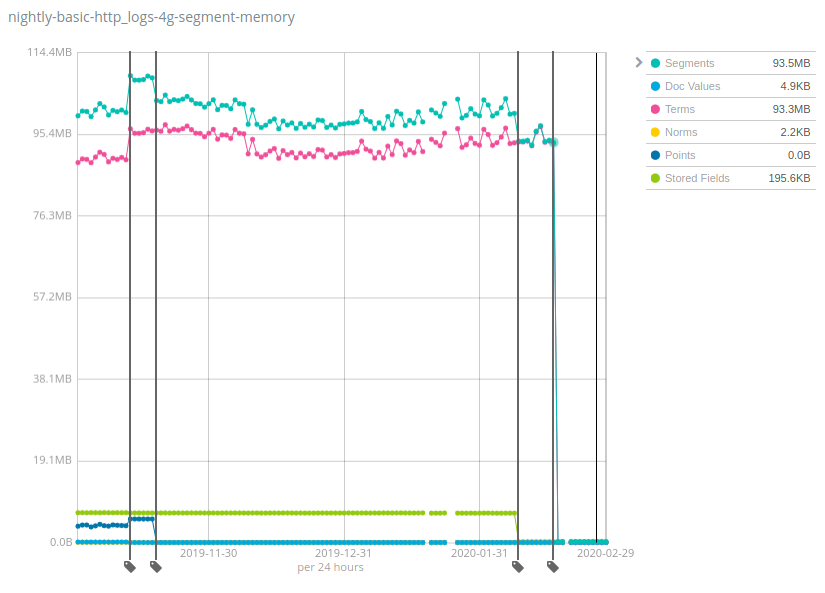 nightly-basic-http_logs-4g-segment-memory
114.4MB
95.4MB
76.3MB
57.2MB
38.1MB
19.1MB
0.0B
2019-11-30 2019-12-31 2020-01-31 2020-02-29
per 24 hours
Segments 93.5MB
Doc Values 4.9KB
Terms 93.3MB
Norms 2.2KB
Points 0.0B
Stored Fields 195.6KB